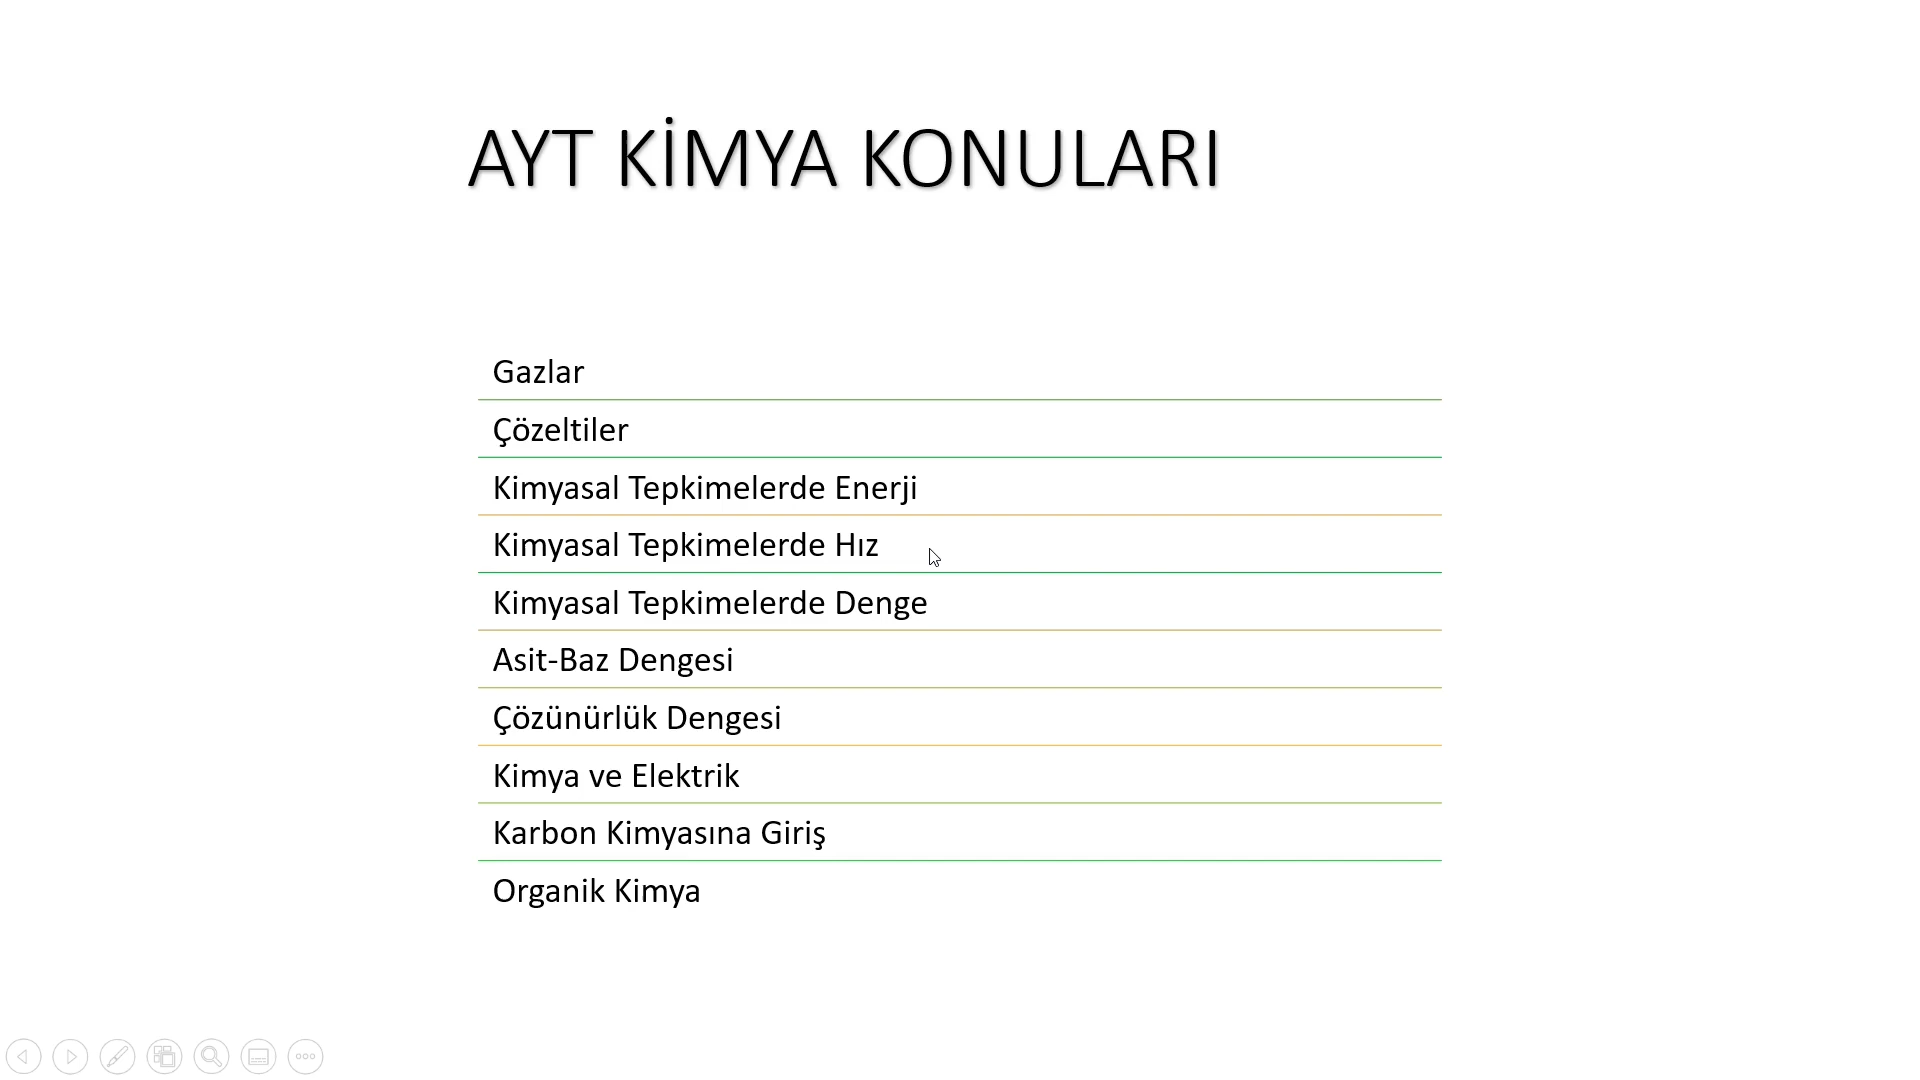 AYT KİMYA KONULARI
Gazlar
Çözeltiler
Kimyasal Tepkimelerde Enerji
Kimyasal Tepkimelerde Hız
Kimyasal Tepkimelerde Denge
Asit-Baz Dengesi
Çözünürlük Dengesi
Kimya ve Elektrik
Karbon Kimyasına Giriş
Organik Kimya